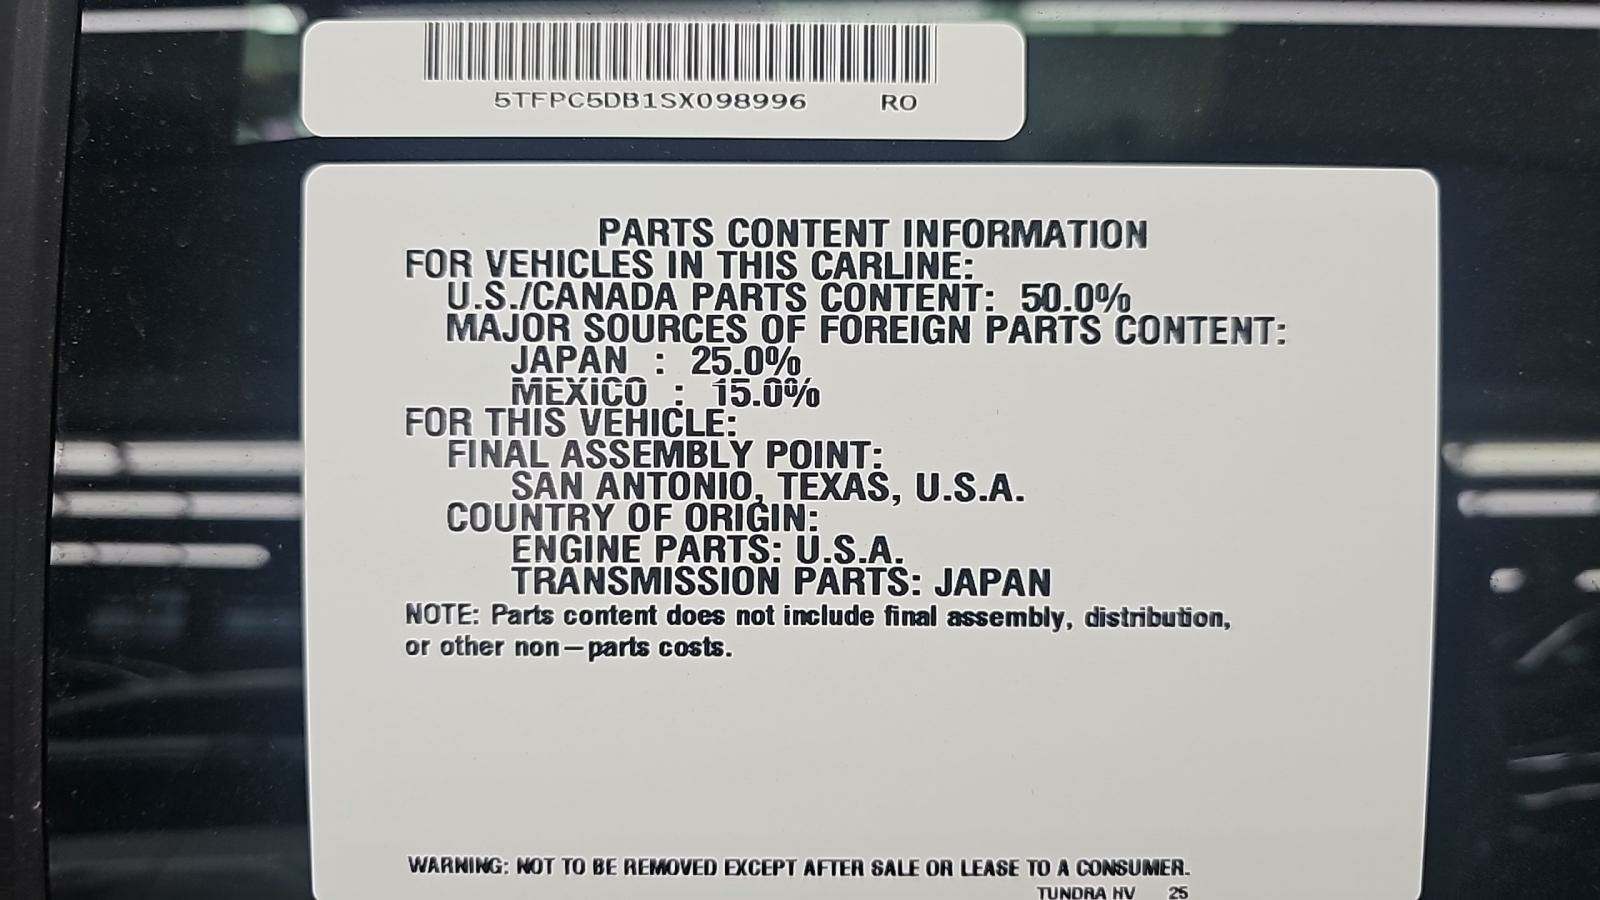 5TFPC5DB1SX098996 RO
PARTS CONTENT INFORMATION
FOR VEHICLES IN THIS CARLINE:
U.S./CANADA PARTS CONTENT: 50.0%
MAJOR SOURCES OF FOREIGN PARTS CONTENT:
JAPAN : 25.0%
MEXICO : 15.0%
FOR THIS VEHICLE:
FINAL ASSEMBLY POINT:
SAN ANTONIO, TEXAS, U.S.A.
COUNTRY OF ORIGIN:
ENGINE PARTS: U.S.A.
TRANSMISSION PARTS: JAPAN
NOTE: Parts content does not include final assembly, distribution,
or other non-parts costs.
WARNING: NOT TO BE REMOVED EXCEPT AFTER SALE OR LEASE TO A CONSUMER.
TUNDRA HV 25